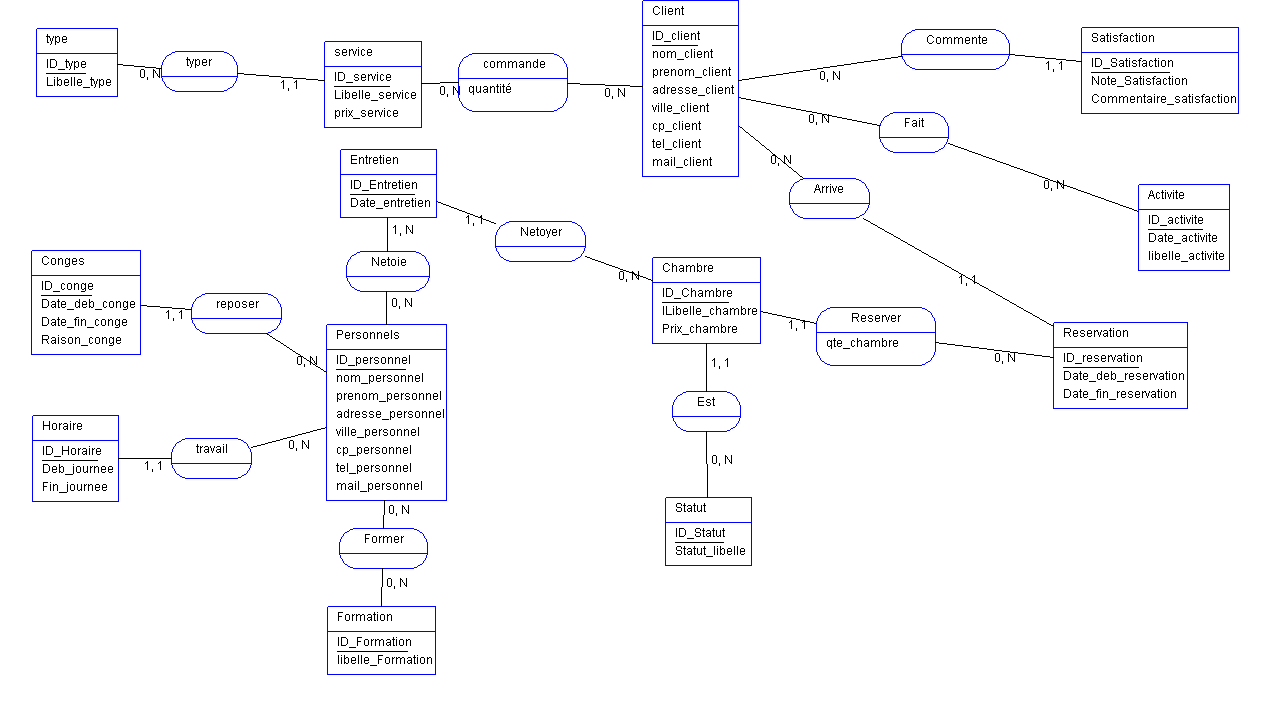 type
ID_type
Libelle_type
0, N
typer
1, 1
service
ID_service
Libelle_service
prix_service
0, N
commande
quantité
0, N
Client
ID_client
nom_client
prenom_client
adresse_client
ville_client
cp_client
tel_client
mail_client
0, N
Commente
1, 1
Satisfaction
ID_Satisfaction
Note_Satisfaction
Commentaire_satisfaction
0, N
Fait
0, N
Activite
ID_activite
Date_activite
libelle_activite
0, N
Arrive
1, 1
Entretien
ID_Entretien
Date_entretien
1, 1
Netoyer
0, N
1, N
Netoie
0, N
Chambre
ID_Chambre
lLibelle_chambre
Prix_chambre
1, 1
Reserver
qte_chambre
0, N
Reservation
ID_reservation
Date_deb_reservation
Date_fin_reservation
Conges
ID_conge
Date_deb_conge
Date_fin_conge
Raison_conge
1, 1
reposer
0, N
Personnels
ID_personnel
nom_personnel
prenom_personnel
adresse_personnel
ville_personnel
cp_personnel
tel_personnel
mail_personnel
1, 1
Est
0, N
Statut
ID_Statut
Statut_libelle
Horaire
ID_Horaire
Deb_journee
Fin_journee
1, 1
travail
0, N
0, N
Former
0, N
Formation
ID_Formation
libelle_Formation